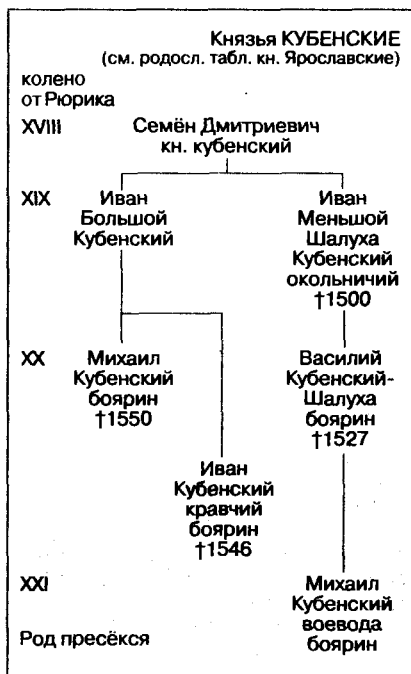 Князья КУБЕНСКИЕ
(см. родосл. табл. кн. Ярославские)
колено
от Рюрика
XVIII
Семён Дмитриевич
кн. кубенский
XIX
Иван
Большой
Кубенский
Иван
Меньшой
Шалуха
Кубенский
окольничий
†1500
XX
Михаил
Кубенский
боярин
†1550
Василий
Кубенский-
Шалуха
боярин
†1527
Иван
Кубенский
кравчий
боярин
†1546
XXI
Михаил
Кубенский
воевода
боярин
Род пресёкся